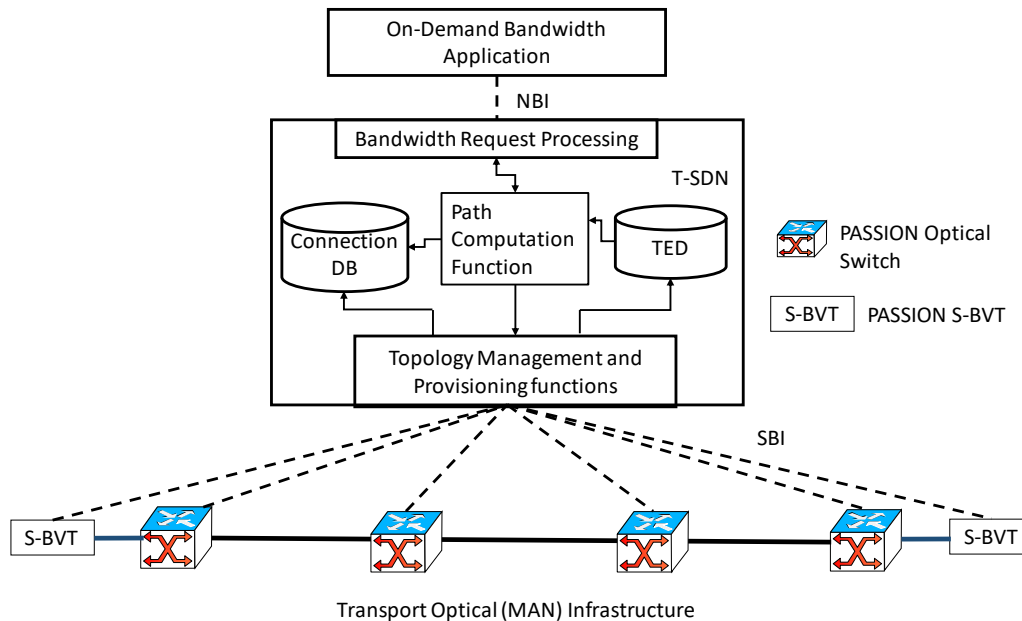 On-Demand Bandwidth
Application
NBI
Bandwidth Request Processing
T-SDN
Connection
DB
Path
Computation
Function
TED
PASSION Optical
Switch
S-BVT
PASSION S-BVT
Topology Management and
Provisioning functions
SBI
S-BVT
S-BVT
Transport Optical (MAN) Infrastructure